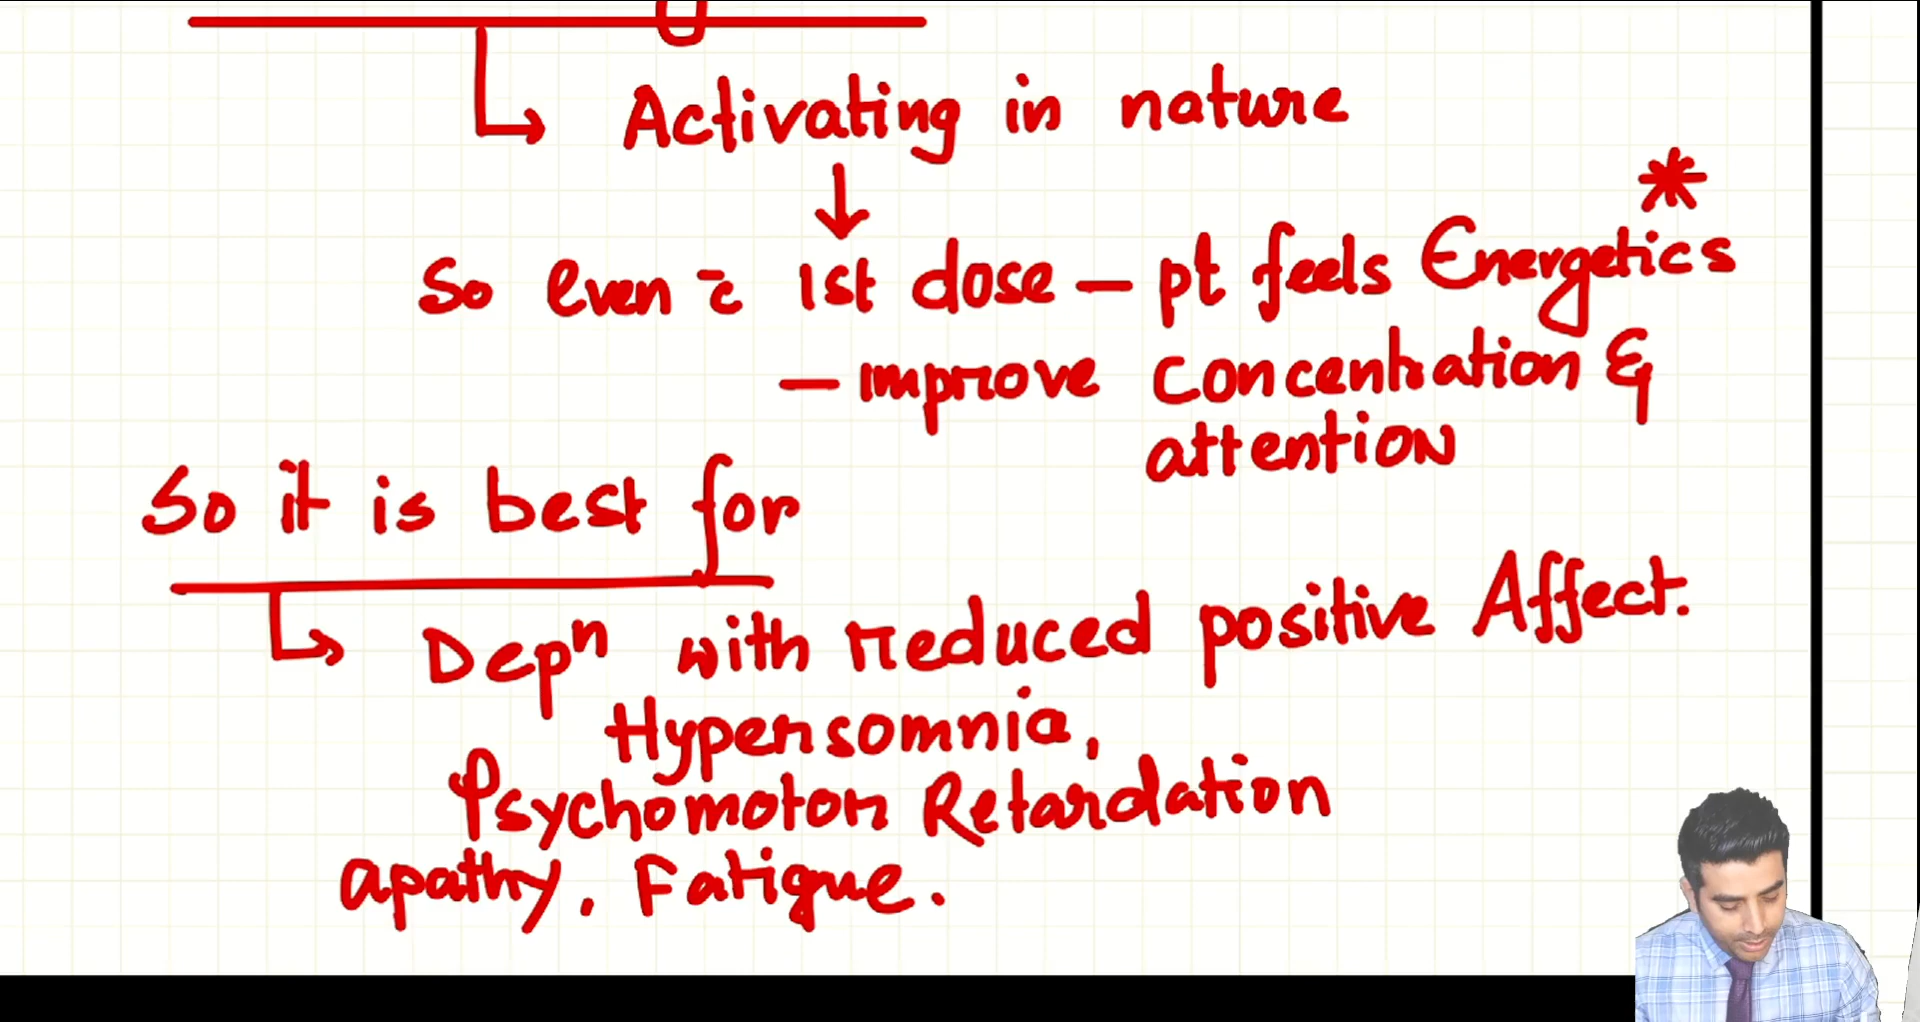 Activating in nature
↓
So even c̄ 1st dose — pt feels Energetics *
— improve concentration &
attention
So it is best for
↳ Depⁿ with reduced positive Affect.
Hypersomnia,
Psychomotor Retardation
apathy, Fatigue.